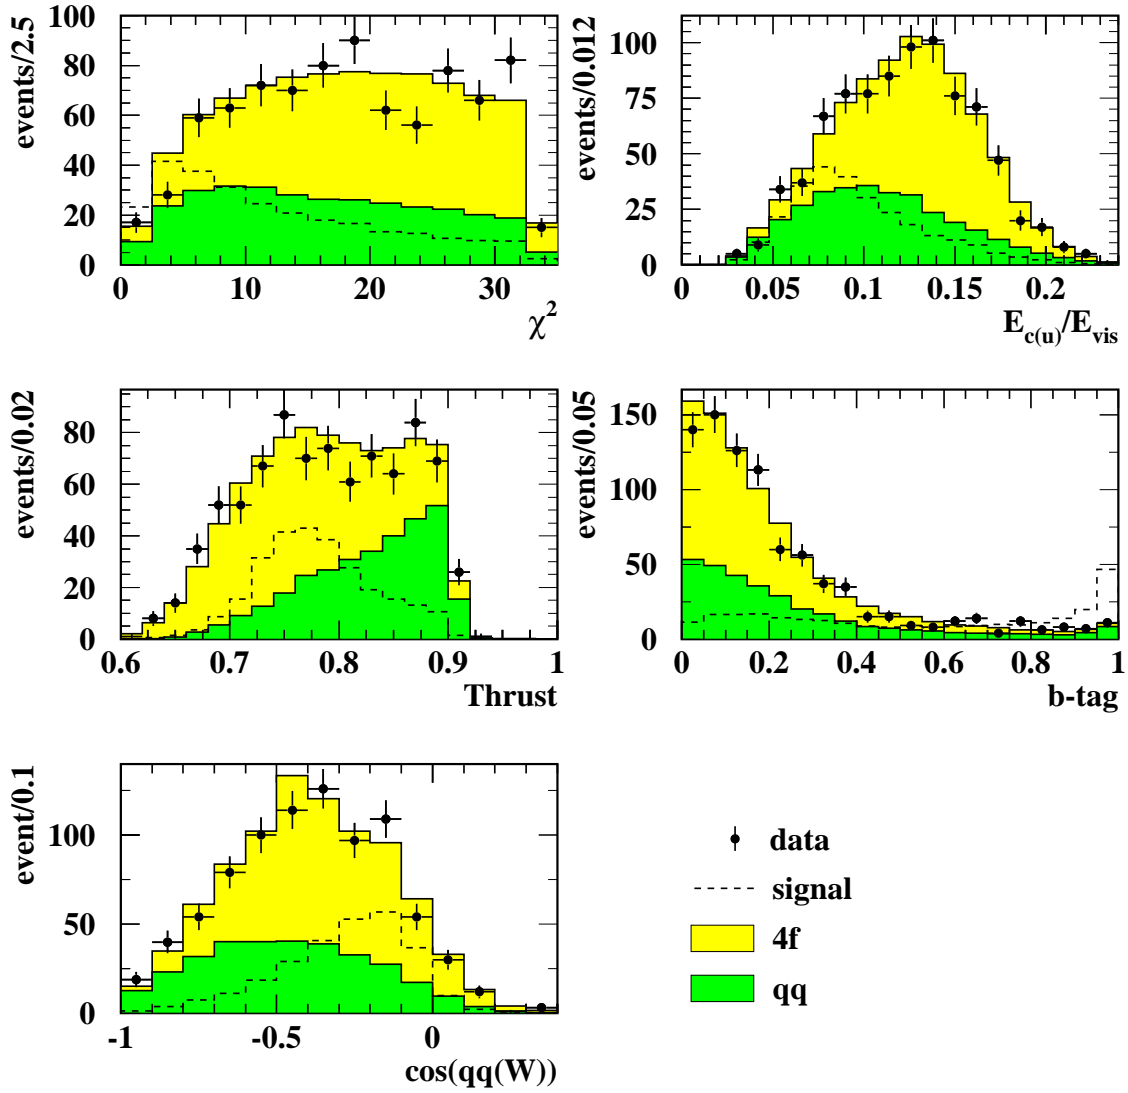 events/2.5
100
80
60
40
20
0
0 10 20 30
χ²
events/0.012
100
75
50
25
0
0 0.05 0.1 0.15 0.2
E_c(u)/E_vis
events/0.02
80
60
40
20
0
0.6 0.7 0.8 0.9 1
Thrust
events/0.05
150
100
50
0
0 0.2 0.4 0.6 0.8 1
b-tag
event/0.1
100
50
0
-1 -0.5 0
cos(qq(W))
data
signal
4f
qq